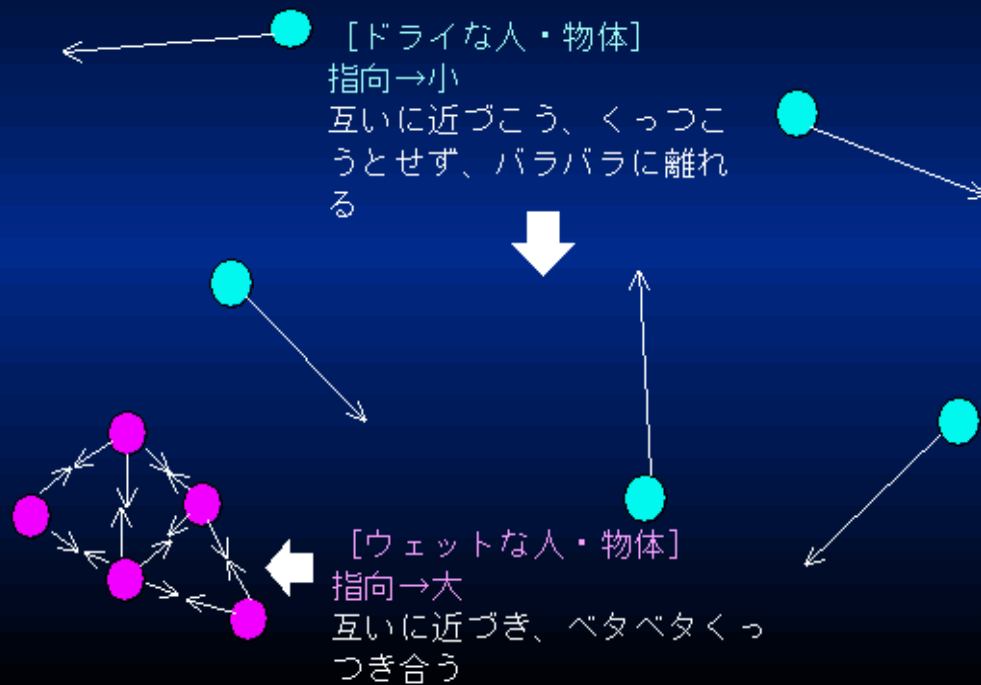 ［ドライな人・物体］
指向→小
互いに近づこう、くっつこ
うとせず、バラバラに離れ
る
［ウェットな人・物体］
指向→大
互いに近づき、ベタベタくっ
つき合う